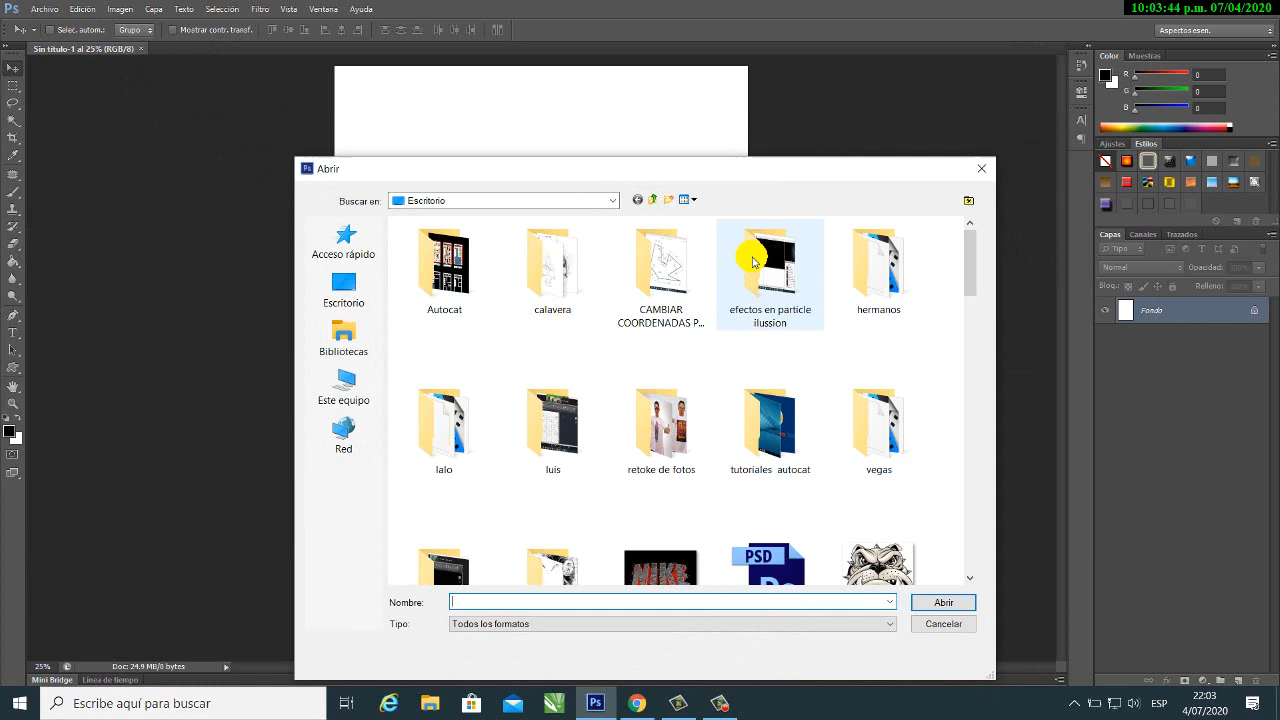 Ps Archivo Edición Imagen Capa Texto Selección Filtro Vista Ventana Ayuda
10:03:44 p.m. 07/04/2020
Selec. autom.: Grupo Mostrar contr. transf.
Aspectos esen.
Sin título-1 al 25% (RGB/8) ×
Color Muestras
R 0
G 0
B 0
Ajustes Estilos
Capas Canales Trazados
Tipo
Normal Opacidad:
Bloq.: Relleno:
Fondo
Ps Abrir
Buscar en: Escritorio
Acceso rápido
Escritorio
Bibliotecas
Este equipo
Red
Autocat
calavera
CAMBIAR
COORDENADAS P...
efectos en particle
ilussion
hermanos
lalo
luis
retoke de fotos
tutoriales autocat
vegas
PSD
Nombre:
Abrir
Tipo: Todos los formatos
Cancelar
25% Doc: 24.9 MB/0 bytes
Mini Bridge Línea de tiempo
Escribe aquí para buscar
Ps
ESP
22:03
4/07/2020